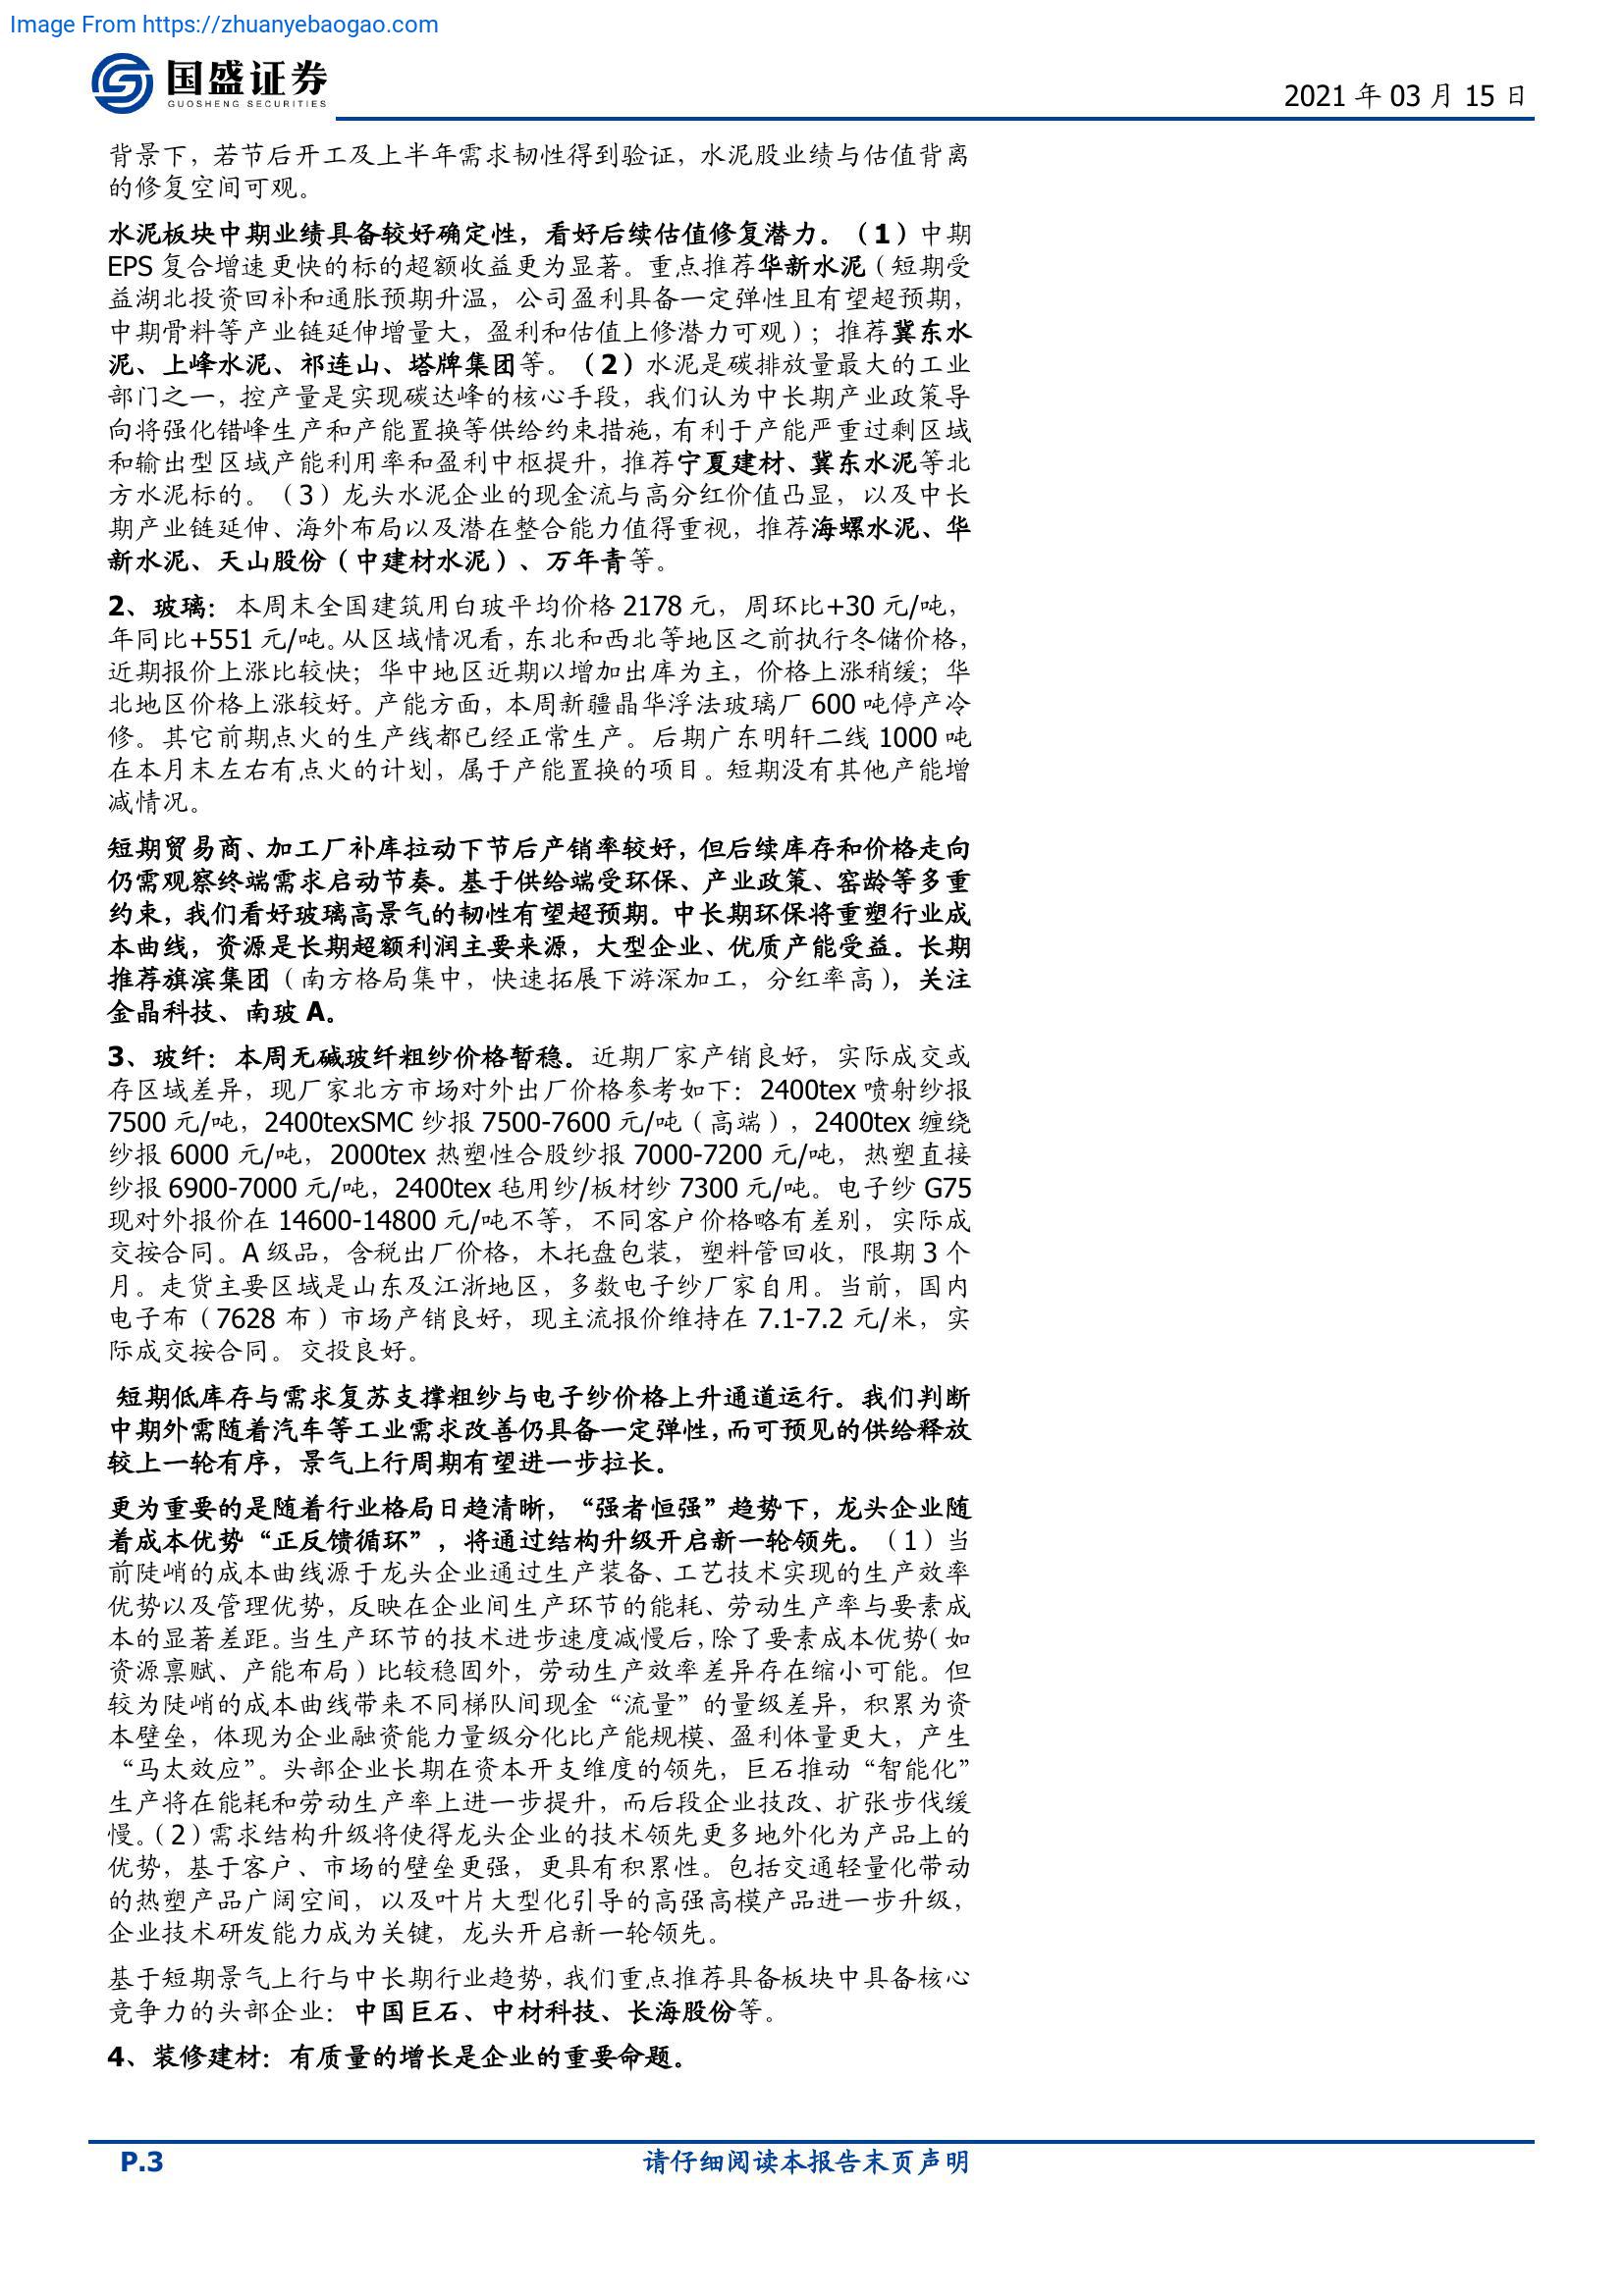 Image From https://zhuanyebaogao.com
国盛证券
GUOSHENG SECURITIES
2021 年 03 月 15 日
背景下，若节后开工及上半年需求韧性得到验证，水泥股业绩与估值背离
的修复空间可观。
水泥板块中期业绩具备较好确定性，看好后续估值修复潜力。（1）中期
EPS 复合增速更快的标的超额收益更为显著。重点推荐华新水泥（短期受
益湖北投资回补和通胀预期升温，公司盈利具备一定弹性且有望超预期，
中期骨料等产业链延伸增量大，盈利和估值上修潜力可观）；推荐冀东水
泥、上峰水泥、祁连山、塔牌集团等。（2）水泥是碳排放量最大的工业
部门之一，控产量是实现碳达峰的核心手段，我们认为中长期产业政策导
向将强化错峰生产和产能置换等供给约束措施，有利于产能严重过剩区域
和输出型区域产能利用率和盈利中枢提升，推荐宁夏建材、冀东水泥等北
方水泥标的。（3）龙头水泥企业的现金流与高分红价值凸显，以及中长
期产业链延伸、海外布局以及潜在整合能力值得重视，推荐海螺水泥、华
新水泥、天山股份（中建材水泥）、万年青等。
2、玻璃：本周末全国建筑用白玻平均价格 2178 元，周环比+30 元/吨，
年同比+551 元/吨。从区域情况看，东北和西北等地区之前执行冬储价格，
近期报价上涨比较快；华中地区近期以增加出库为主，价格上涨稍缓；华
北地区价格上涨较好。产能方面，本周新疆晶华浮法玻璃厂 600 吨停产冷
修。其它前期点火的生产线都已经正常生产。后期广东明轩二线 1000 吨
在本月末左右有点火的计划，属于产能置换的项目。短期没有其他产能增
减情况。
短期贸易商、加工厂补库拉动下节后产销率较好，但后续库存和价格走向
仍需观察终端需求启动节奏。基于供给端受环保、产业政策、窑龄等多重
约束，我们看好玻璃高景气的韧性有望超预期。中长期环保将重塑行业成
本曲线，资源是长期超额利润主要来源，大型企业、优质产能受益。长期
推荐旗滨集团（南方格局集中，快速拓展下游深加工，分红率高），关注
金晶科技、南玻 A。
3、玻纤：本周无碱玻纤粗纱价格暂稳。近期厂家产销良好，实际成交或
存区域差异，现厂家北方市场对外出厂价格参考如下：2400tex 喷射纱报
7500 元/吨，2400texSMC 纱报 7500-7600 元/吨（高端），2400tex 缠绕
纱报 6000 元/吨，2000tex 热塑性合股纱报 7000-7200 元/吨，热塑直接
纱报 6900-7000 元/吨，2400tex 毡用纱/板材纱 7300 元/吨。电子纱 G75
现对外报价在 14600-14800 元/吨不等，不同客户价格略有差别，实际成
交按合同。A 级品，含税出厂价格，木托盘包装，塑料管回收，限期 3 个
月。走货主要区域是山东及江浙地区，多数电子纱厂家自用。当前，国内
电子布（7628 布）市场产销良好，现主流报价维持在 7.1-7.2 元/米，实
际成交按合同。交投良好。
短期低库存与需求复苏支撑粗纱与电子纱价格上升通道运行。我们判断
中期外需随着汽车等工业需求改善仍具备一定弹性，而可预见的供给释放
较上一轮有序，景气上行周期有望进一步拉长。
更为重要的是随着行业格局日趋清晰，“强者恒强”趋势下，龙头企业随
着成本优势“正反馈循环”，将通过结构升级开启新一轮领先。（1）当
前陡峭的成本曲线源于龙头企业通过生产装备、工艺技术实现的生产效率
优势以及管理优势，反映在企业间生产环节的能耗、劳动生产率与要素成
本的显著差距。当生产环节的技术进步速度减慢后，除了要素成本优势（如
资源禀赋、产能布局）比较稳固外，劳动生产效率差异存在缩小可能。但
较为陡峭的成本曲线带来不同梯队间现金“流量”的量级差异，积累为资
本壁垒，体现为企业融资能力量级分化比产能规模、盈利体量更大，产生
“马太效应”。头部企业长期在资本开支维度的领先，巨石推动“智能化”
生产将在能耗和劳动生产率上进一步提升，而后段企业技改、扩张步伐缓
慢。（2）需求结构升级将使得龙头企业的技术领先更多地外化为产品上的
优势，基于客户、市场的壁垒更强，更具有积累性。包括交通轻量化带动
的热塑产品广阔空间，以及叶片大型化引导的高强高模产品进一步升级，
企业技术研发能力成为关键，龙头开启新一轮领先。
基于短期景气上行与中长期行业趋势，我们重点推荐具备板块中具备核心
竞争力的头部企业：中国巨石、中材科技、长海股份等。
4、装修建材：有质量的增长是企业的重要命题。
P.3
请仔细阅读本报告末页声明